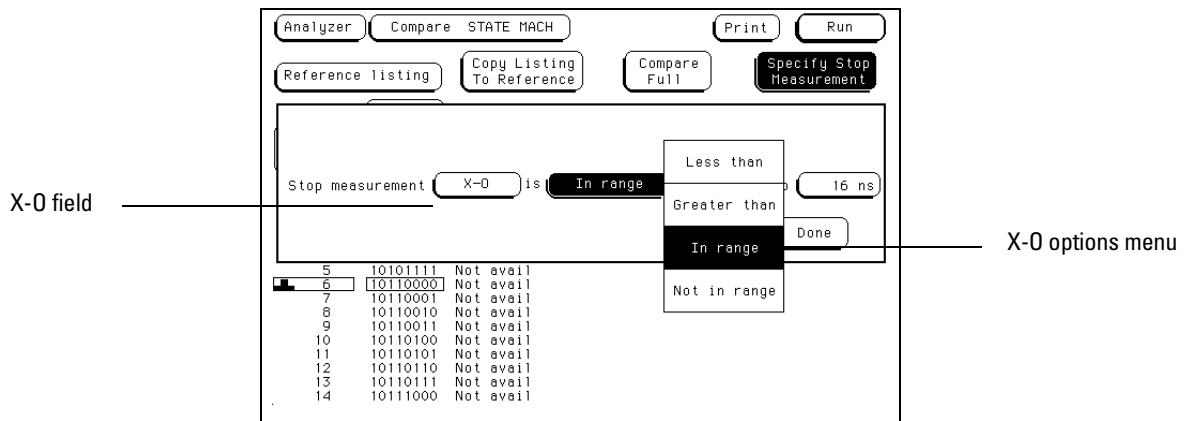 Analyzer Compare STATE MACH Print Run
Reference listing Copy Listing To Reference Compare Full Specify Stop Measurement
Less than
X-O field Stop measurement X-O is In range 16 ns
Greater than
Done
In range X-O options menu
Not in range
5 10101111 Not avail
6 10110000 Not avail
7 10110001 Not avail
8 10110010 Not avail
9 10110011 Not avail
10 10110100 Not avail
11 10110101 Not avail
12 10110110 Not avail
13 10110111 Not avail
14 10111000 Not avail